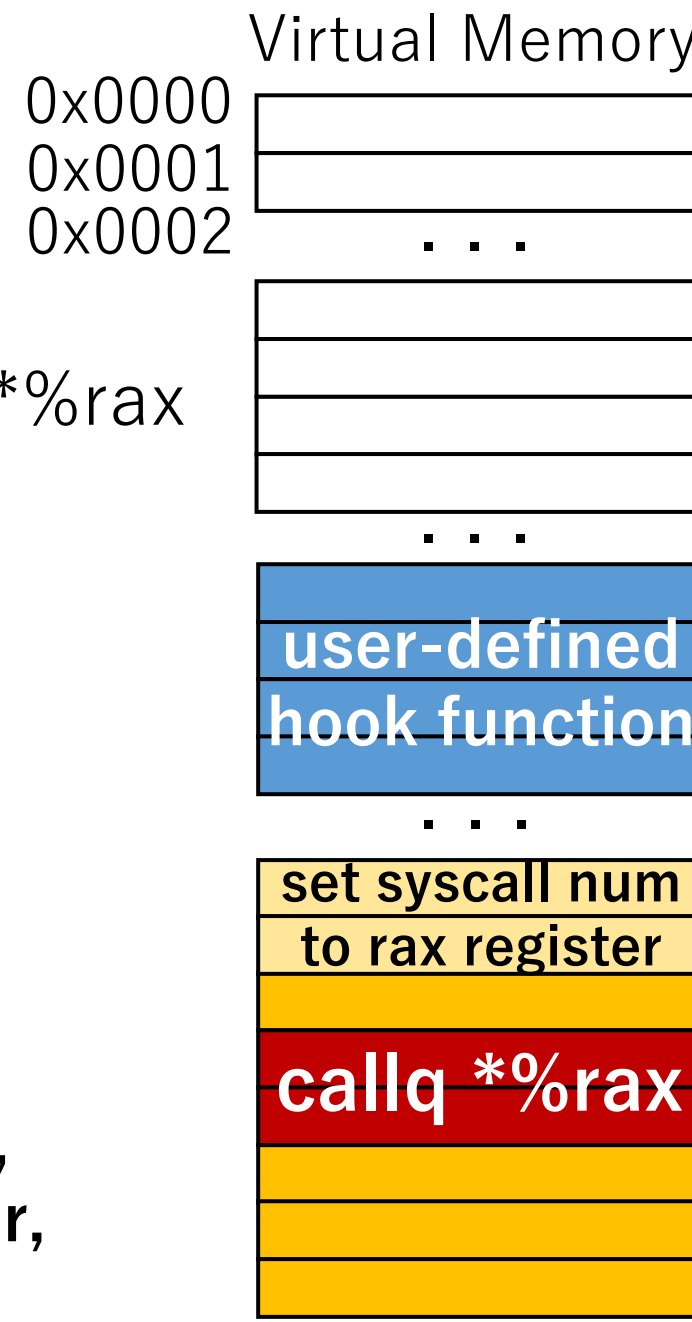 Virtual Memory
0x0000
0x0001
0x0002
. . .
*%rax
. . .
user-defined
hook function
. . .
set syscall num
to rax register
callq *%rax
,
r,